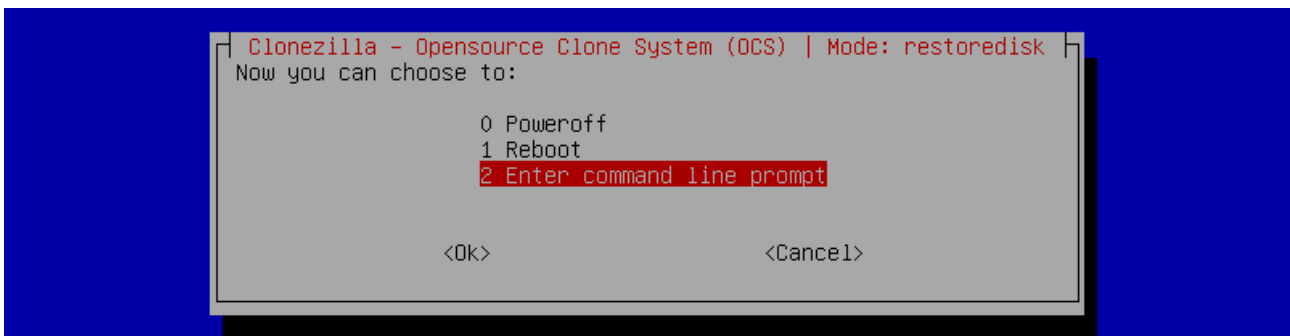 Clonezilla - Opensource Clone System (OCS) | Mode: restoredisk
Now you can choose to:
0 Poweroff
1 Reboot
2 Enter command line prompt
<Ok> <Cancel>